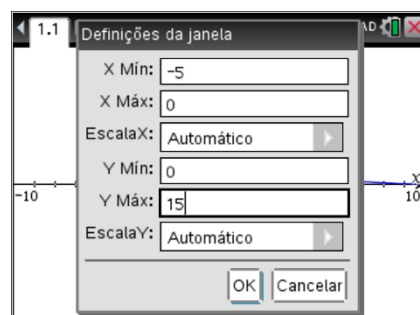 1.1 Definições da janela AD
X Mín: -5
X Máx: 0
EscalaX: Automático
Y Mín: 0
Y Máx: 15
EscalaY: Automático
-10 x 10
OK Cancelar